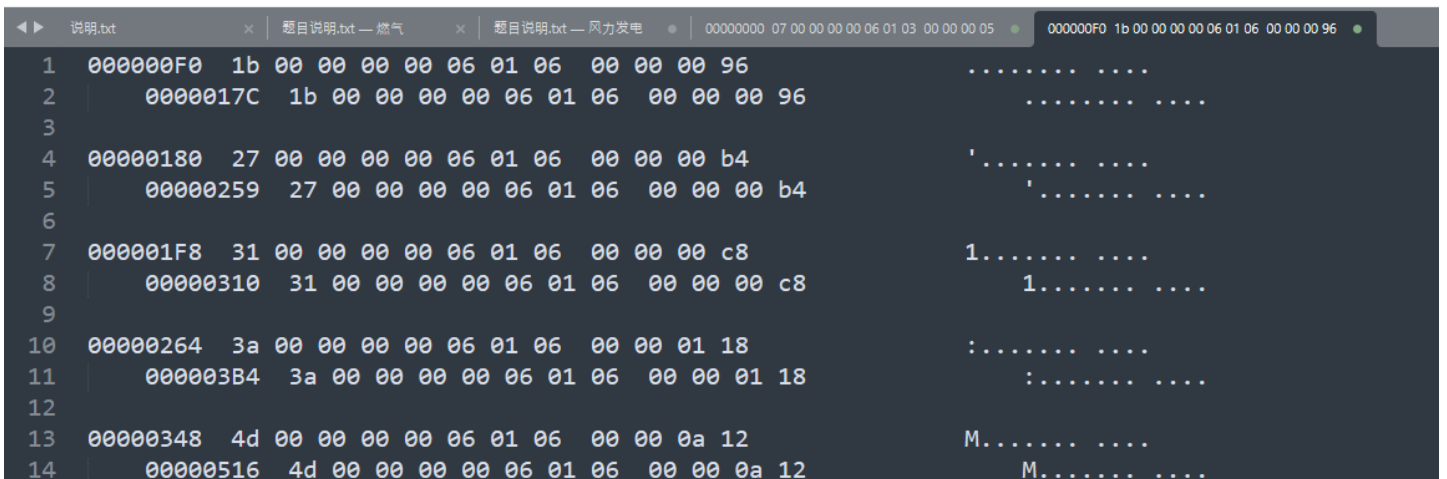 说明.txt × 题目说明.txt — 燃气 × 题目说明.txt — 风力发电 00000000 07 00 00 00 00 06 01 03 00 00 00 05 000000F0 1b 00 00 00 00 06 01 06 00 00 00 96
1 000000F0 1b 00 00 00 00 06 01 06 00 00 00 96 ........ ....
2 0000017C 1b 00 00 00 00 06 01 06 00 00 00 96 ........ ....
3
4 00000180 27 00 00 00 00 06 01 06 00 00 00 b4 '....... ....
5 00000259 27 00 00 00 00 06 01 06 00 00 00 b4 '....... ....
6
7 000001F8 31 00 00 00 00 06 01 06 00 00 00 c8 1....... ....
8 00000310 31 00 00 00 00 06 01 06 00 00 00 c8 1....... ....
9
10 00000264 3a 00 00 00 00 06 01 06 00 00 01 18 :....... ....
11 000003B4 3a 00 00 00 00 06 01 06 00 00 01 18 :....... ....
12
13 00000348 4d 00 00 00 00 06 01 06 00 00 0a 12 M....... ....
14 00000516 4d 00 00 00 00 06 01 06 00 00 0a 12 M....... ....